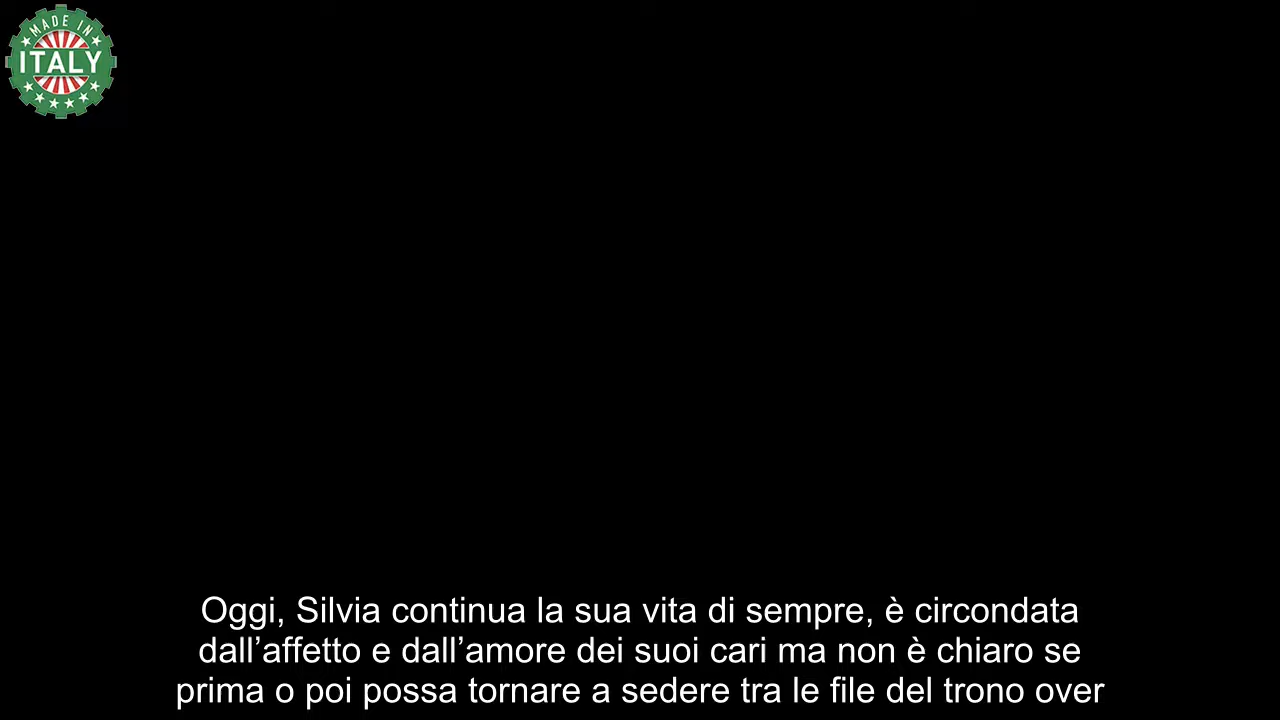 MADE IN
ITALY
Oggi, Silvia continua la sua vita di sempre, è circondata
dall’affetto e dall’amore dei suoi cari ma non è chiaro se
prima o poi possa tornare a sedere tra le file del trono over